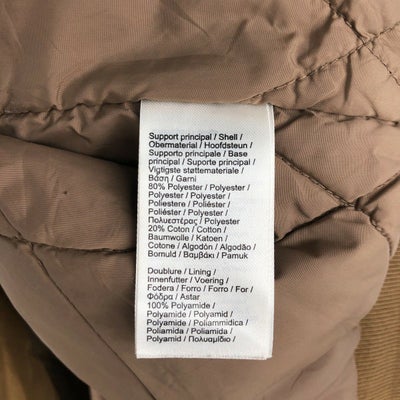 Support principal / Shell /
Obermaterial / Hoofdsteun /
Supporto principale / Base
principal / Suporte principal /
Vigtigste støttemateriale /
Βάση / Garni
80% Polyester / Polyester /
Polyester / Polyester /
Poliestere / Poliéster /
Poliéster / Polyester /
Πολυεστέρας / Polyester
20% Coton / Cotton /
Baumwolle / Katoen /
Cotone / Algodón / Algodão /
Bomuld / Βαμβάκι / Pamuk
Doublure / Lining /
Innenfutter / Voering /
Fodera / Forro / Forro / For /
Φόδρα / Astar
100% Polyamide /
Polyamide / Polyamid /
Polyamide / Poliammidica /
Poliamida / Poliamida /
Polyamid / Πολυαμίδιο /